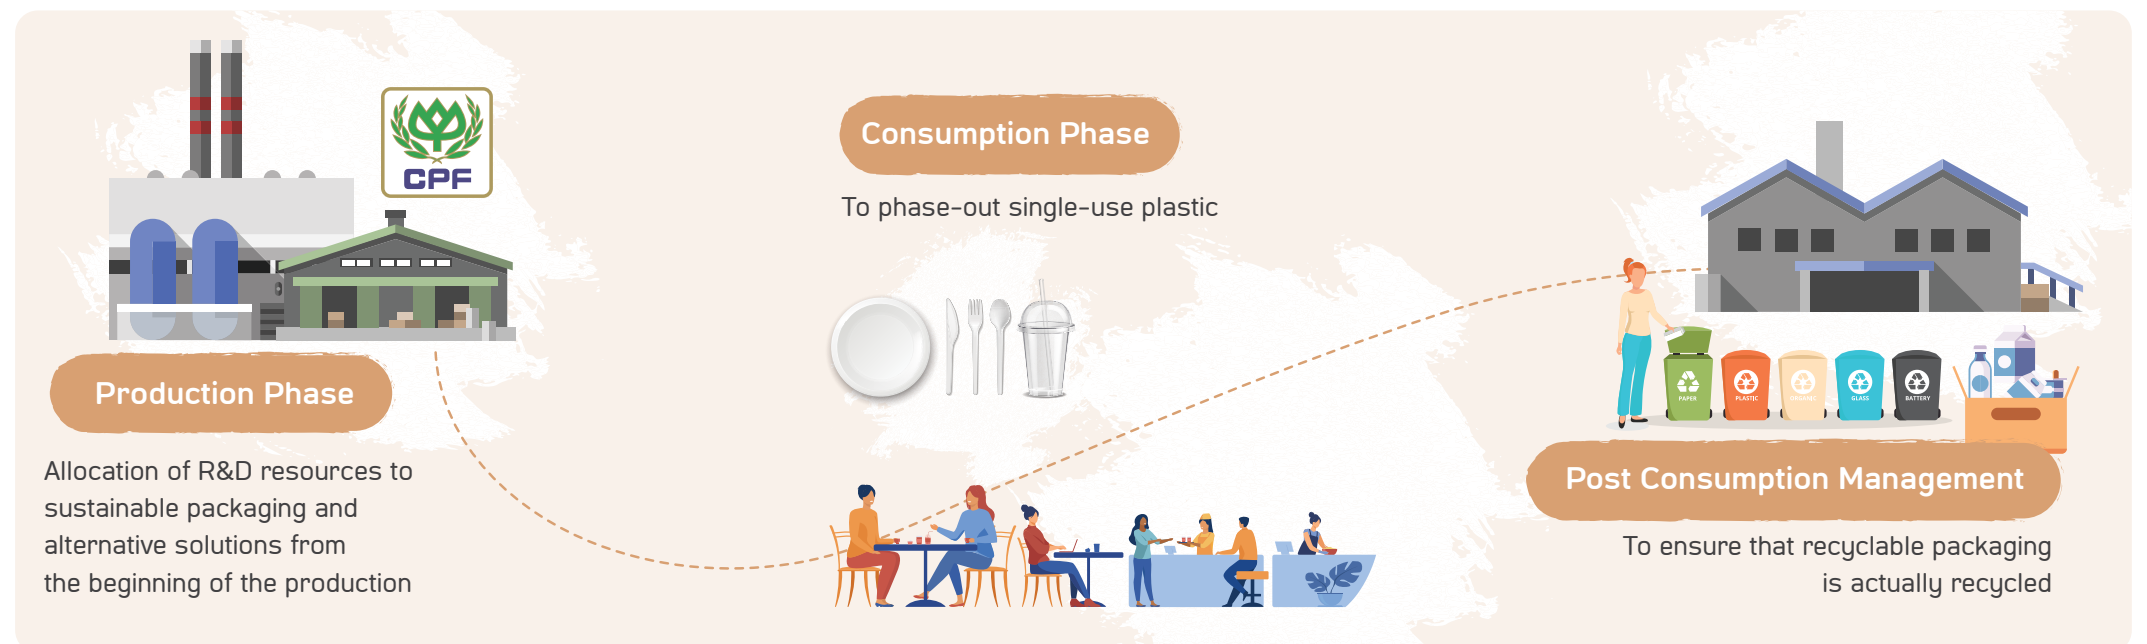 CPF
Production Phase
Allocation of R&D resources to
sustainable packaging and
alternative solutions from
the beginning of the production
Consumption Phase
To phase-out single-use plastic
PAPER
PLASTIC
ORGANIC
GLASS
BATTERY
Post Consumption Management
To ensure that recyclable packaging
is actually recycled